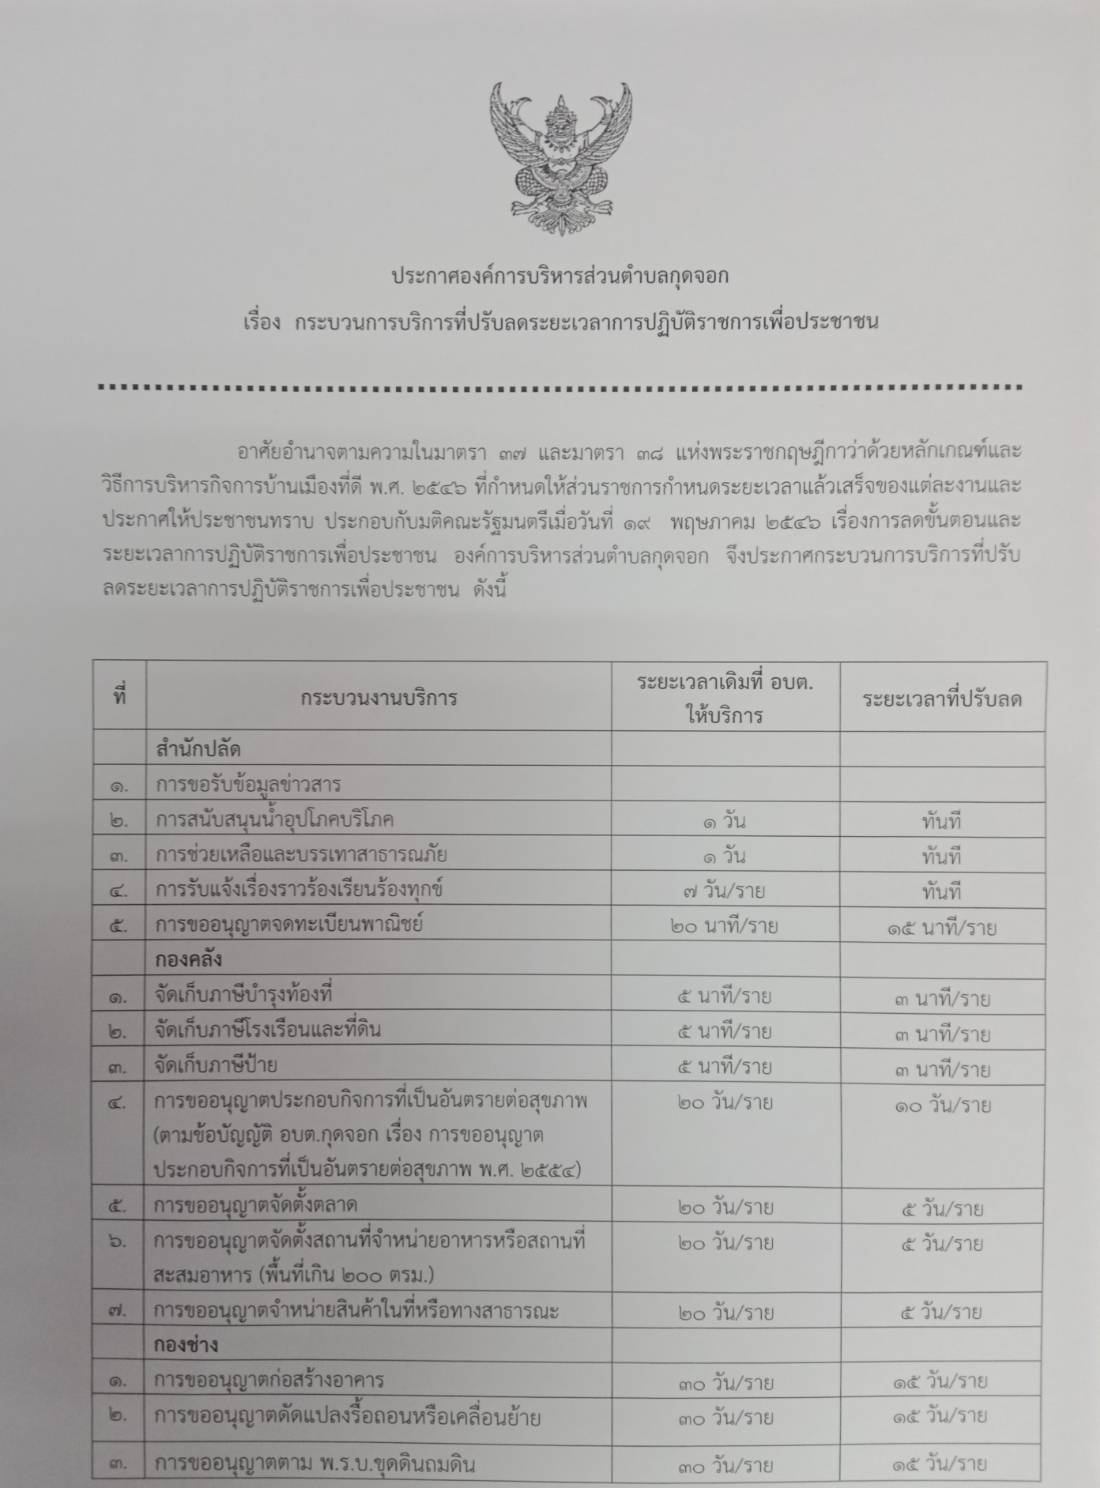 ประกาศองค์การบริหารส่วนตำบลกุดจอก
เรื่อง กระบวนการบริการที่ปรับลดระยะเวลาการปฏิบัติราชการเพื่อประชาชน
อาศัยอำนาจตามความในมาตรา ๓๗ และมาตรา ๓๘ แห่งพระราชกฤษฎีกาว่าด้วยหลักเกณฑ์และ
วิธีการบริหารกิจการบ้านเมืองที่ดี พ.ศ. ๒๕๔๖ ที่กำหนดให้ส่วนราชการกำหนดระยะเวลาแล้วเสร็จของแต่ละงานและ
ประกาศให้ประชาชนทราบ ประกอบกับมติคณะรัฐมนตรีเมื่อวันที่ ๑๙ พฤษภาคม ๒๕๔๖ เรื่องการลดขั้นตอนและ
ระยะเวลาการปฏิบัติราชการเพื่อประชาชน องค์การบริหารส่วนตำบลกุดจอก จึงประกาศกระบวนการบริการที่ปรับ
ลดระยะเวลาการปฏิบัติราชการเพื่อประชาชน ดังนี้
ที่ กระบวนงานบริการ ระยะเวลาเดิมที่ อบต. ระยะเวลาที่ปรับลด
ให้บริการ
สำนักปลัด
๑. การขอรับข้อมูลข่าวสาร
๒. การสนับสนุนน้ำอุปโภคบริโภค ๑ วัน ทันที
๓. การช่วยเหลือและบรรเทาสาธารณภัย ๑ วัน ทันที
๔. การรับแจ้งเรื่องราวร้องเรียนร้องทุกข์ ๗ วัน/ราย ทันที
๕. การขออนุญาตจดทะเบียนพาณิชย์ ๒๐ นาที/ราย ๑๕ นาที/ราย
กองคลัง
๑. จัดเก็บภาษีบำรุงท้องที่ ๕ นาที/ราย ๓ นาที/ราย
๒. จัดเก็บภาษีโรงเรือนและที่ดิน ๕ นาที/ราย ๓ นาที/ราย
๓. จัดเก็บภาษีป้าย ๕ นาที/ราย ๓ นาที/ราย
๔. การขออนุญาตประกอบกิจการที่เป็นอันตรายต่อสุขภาพ ๒๐ วัน/ราย ๑๐ วัน/ราย
(ตามข้อบัญญัติ อบต.กุดจอก เรื่อง การขออนุญาต
ประกอบกิจการที่เป็นอันตรายต่อสุขภาพ พ.ศ. ๒๕๕๔)
๕. การขออนุญาตจัดตั้งตลาด ๒๐ วัน/ราย ๕ วัน/ราย
๖. การขออนุญาตจัดตั้งสถานที่จำหน่ายอาหารหรือสถานที่ ๒๐ วัน/ราย ๕ วัน/ราย
สะสมอาหาร (พื้นที่เกิน ๒๐๐ ตรม.)
๗. การขออนุญาตจำหน่ายสินค้าในที่หรือทางสาธารณะ ๒๐ วัน/ราย ๕ วัน/ราย
กองช่าง
๑. การขออนุญาตก่อสร้างอาคาร ๓๐ วัน/ราย ๑๕ วัน/ราย
๒. การขออนุญาตดัดแปลงรื้อถอนหรือเคลื่อนย้าย ๓๐ วัน/ราย ๑๕ วัน/ราย
๓. การขออนุญาตตาม พ.ร.บ.ขุดดินถมดิน ๓๐ วัน/ราย ๑๕ วัน/ราย